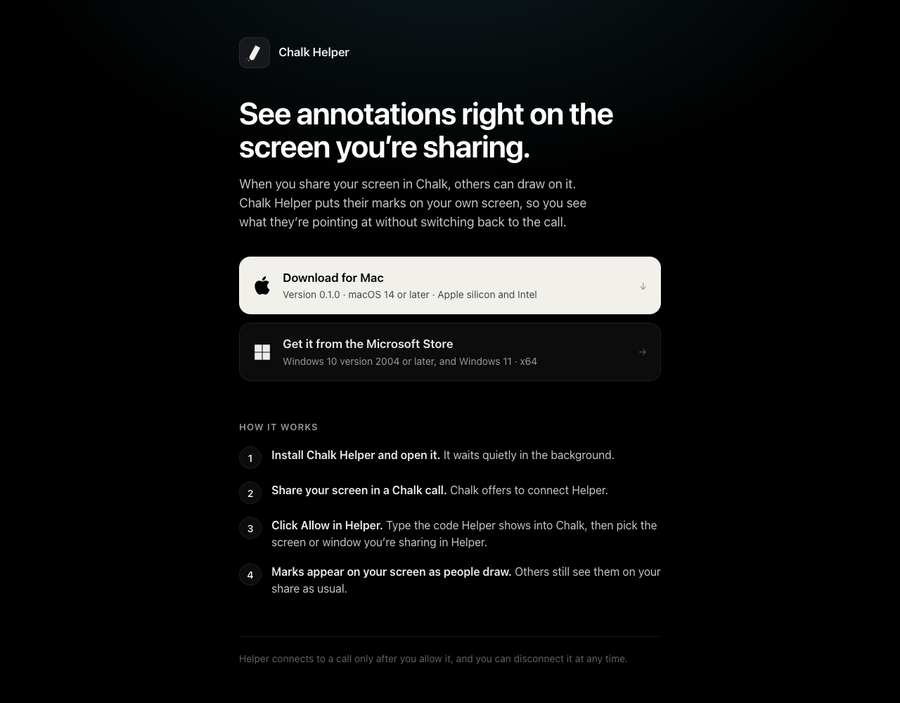 Chalk Helper
See annotations right on the
screen you’re sharing.
When you share your screen in Chalk, others can draw on it.
Chalk Helper puts their marks on your own screen, so you see
what they’re pointing at without switching back to the call.
Download for Mac
Version 0.1.0 · macOS 14 or later · Apple silicon and Intel
↓
Get it from the Microsoft Store
Windows 10 version 2004 or later, and Windows 11 · x64
→
HOW IT WORKS
1 Install Chalk Helper and open it. It waits quietly in the background.
2 Share your screen in a Chalk call. Chalk offers to connect Helper.
3 Click Allow in Helper. Type the code Helper shows into Chalk, then pick the
screen or window you’re sharing in Helper.
4 Marks appear on your screen as people draw. Others still see them on your
share as usual.
Helper connects to a call only after you allow it, and you can disconnect it at any time.